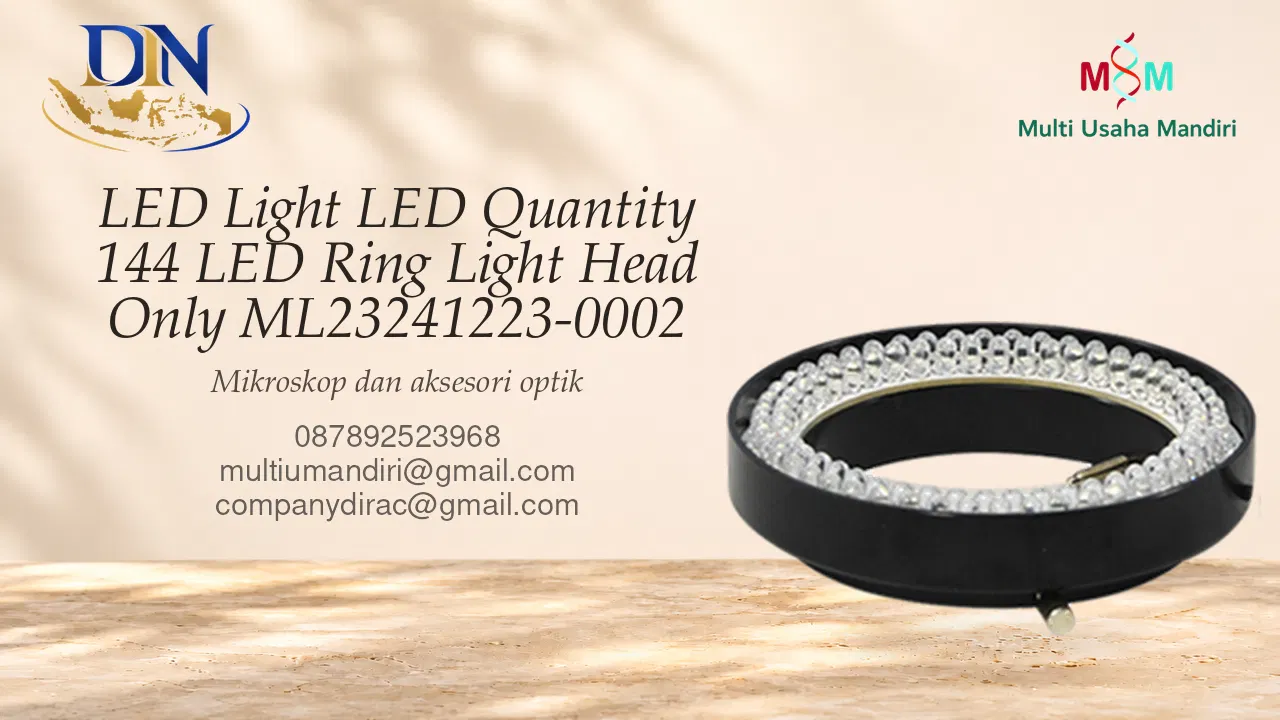 DIN
M M
Multi Usaha Mandiri
LED Light LED Quantity
144 LED Ring Light Head
Only ML23241223-0002
Mikroskop dan aksesori optik
087892523968
multiumandiri@gmail.com
companydirac@gmail.com